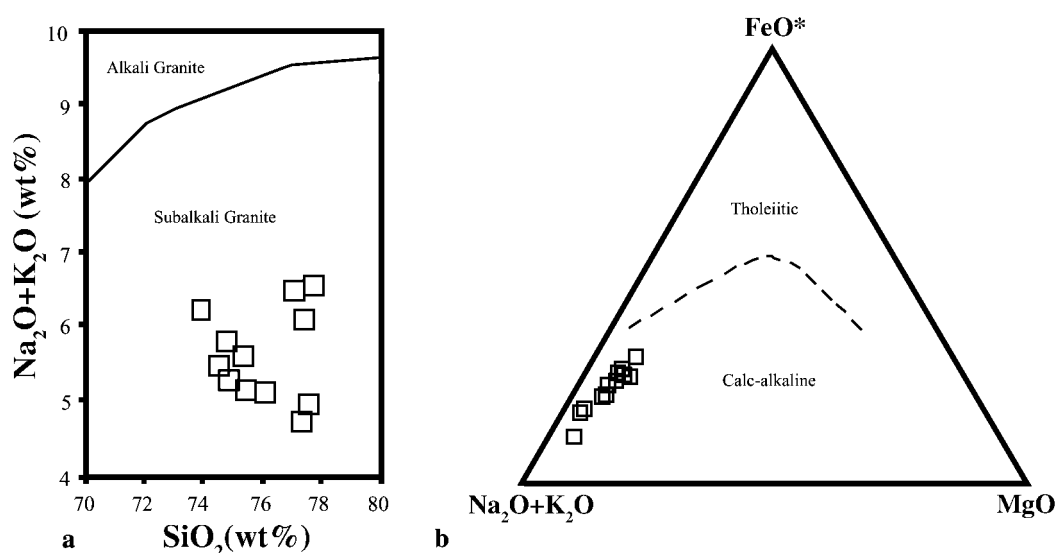 10
9
8
7
6
5
4
Na₂O+K₂O (wt%)
Alkali Granite
Subalkali Granite
70 72 74 76 78 80
SiO₂(wt%)
a
FeO*
Tholeiitic
Calc-alkaline
Na₂O+K₂O
MgO
b